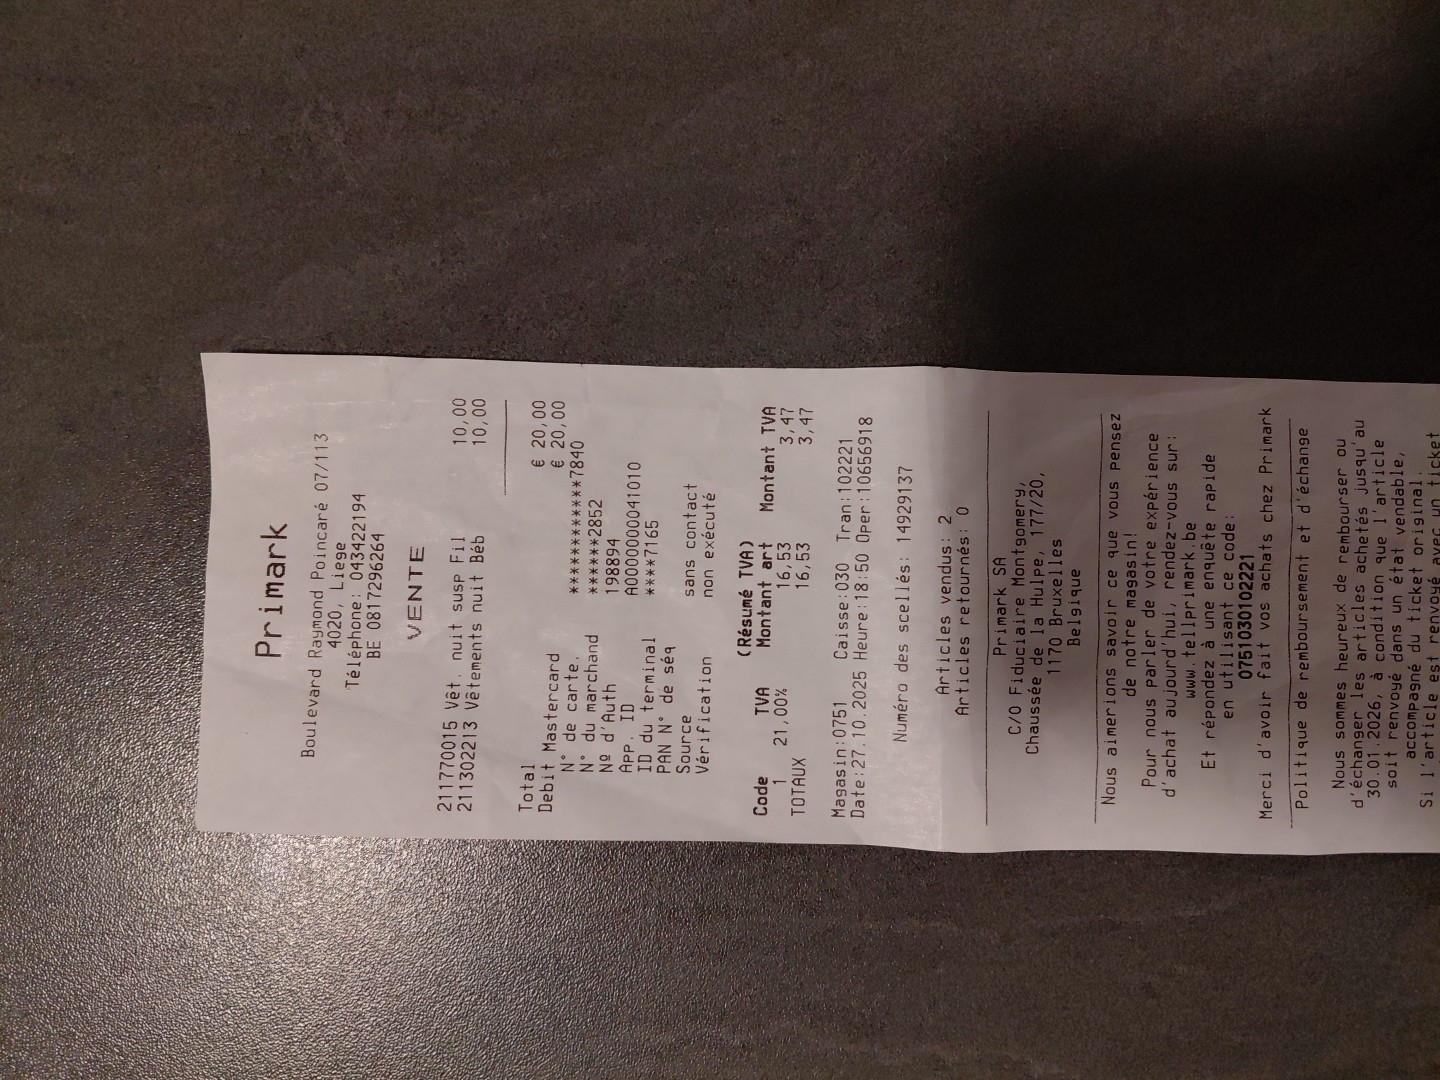 Primark
Boulevard Raymond Poincaré 07/113
4020, Liege
Téléphone: 043422194
BE 0817296264
VENTE
211770015 Vêt. nuit susp Fil 10,00
211302213 Vêtements nuit Béb 10,00
Total € 20,00
Debit Mastercard € 20,00
N° de carte, ************7840
N° du marchand ******2852
Nº d'Auth 198894
App. ID A0000000041010
ID du terminal ****7165
PAN N° de séq
Source sans contact
Vérification non exécuté
(Résumé TVA)
Code TVA Montant art Montant TVA
1 21,00% 16,53 3,47
TOTAUX 16,53 3,47
Magasin:0751 Caisse:030 Tran:102221
Date:27.10.2025 Heure:18:50 Oper:10656918
Numéro des scellés: 14929137
Articles vendus: 2
Articles retournés: 0
Primark SA
C/O Fiduciaire Montgomery,
Chaussée de la Hulpe, 177/20,
1170 Bruxelles
Belgique
Nous aimerions savoir ce que vous pensez
de notre magasin!
Pour nous parler de votre expérience
d'achat aujourd'hui, rendez-vous sur:
www.tellprimark.be
Et répondez à une enquête rapide
en utilisant ce code:
0751030102221
Merci d'avoir fait vos achats chez Primark
Politique de remboursement et d'échange
Nous sommes heureux de rembourser ou
d'échanger les articles achetés jusqu'au
30.01.2026, à condition que l'article
soit renvoyé dans un état vendable,
accompagné du ticket original.
Si l'article est renvoyé avec un ticket